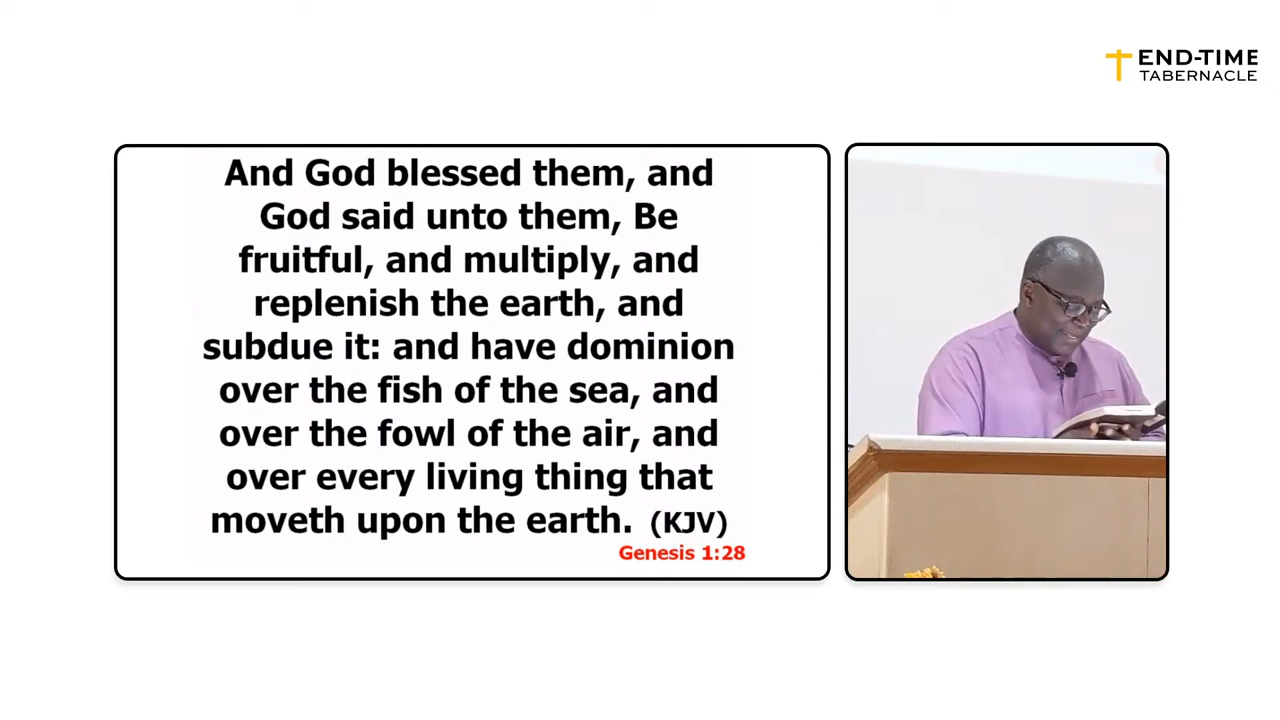 END-TIME
TABERNACLE
And God blessed them, and
God said unto them, Be
fruitful, and multiply, and
replenish the earth, and
subdue it: and have dominion
over the fish of the sea, and
over the fowl of the air, and
over every living thing that
moveth upon the earth. (KJV)
Genesis 1:28